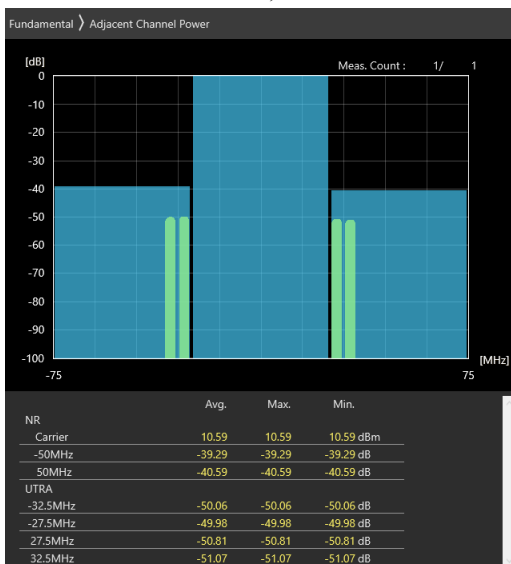 Fundamental ⟩ Adjacent Channel Power
[dB] Meas. Count : 1/ 1
0
-10
-20
-30
-40
-50
-60
-70
-80
-90
-100 [MHz]
-75 75
Avg. Max. Min.
NR
Carrier 10.59 10.59 10.59 dBm
-50MHz -39.29 -39.29 -39.29 dB
50MHz -40.59 -40.59 -40.59 dB
UTRA
-32.5MHz -50.06 -50.06 -50.06 dB
-27.5MHz -49.98 -49.98 -49.98 dB
27.5MHz -50.81 -50.81 -50.81 dB
32.5MHz -51.07 -51.07 -51.07 dB